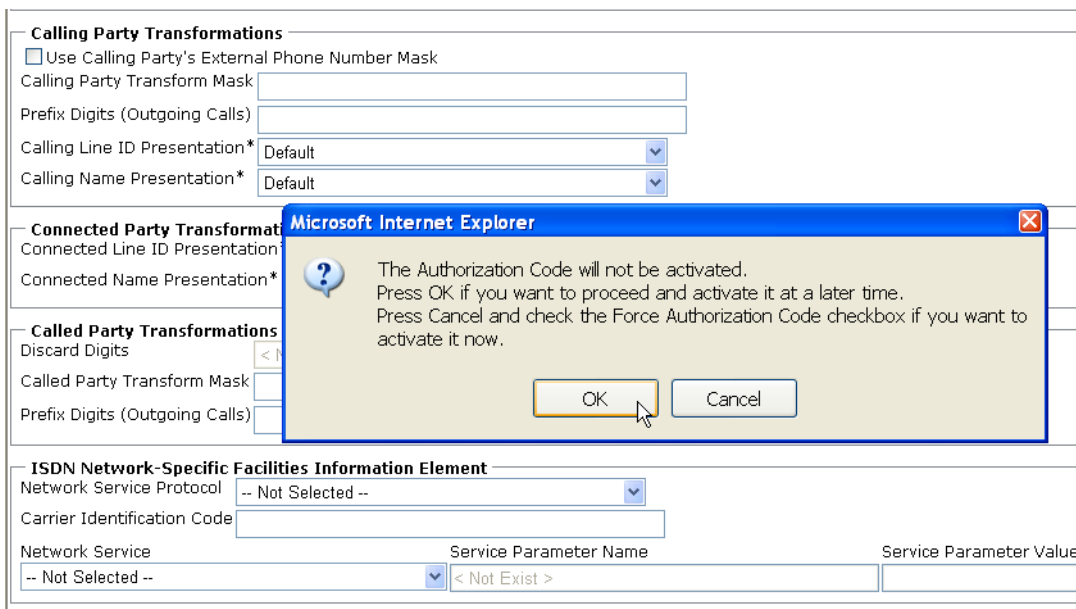 Calling Party Transformations
Use Calling Party's External Phone Number Mask
Calling Party Transform Mask
Prefix Digits (Outgoing Calls)
Calling Line ID Presentation* Default
Calling Name Presentation* Default
Connected Party Transformati
Connected Line ID Presentation
Connected Name Presentation*
Microsoft Internet Explorer
The Authorization Code will not be activated.
Press OK if you want to proceed and activate it at a later time.
Press Cancel and check the Force Authorization Code checkbox if you want to
activate it now.
OK Cancel
Called Party Transformations
Discard Digits < N
Called Party Transform Mask
Prefix Digits (Outgoing Calls)
ISDN Network-Specific Facilities Information Element
Network Service Protocol -- Not Selected --
Carrier Identification Code
Network Service Service Parameter Name Service Parameter Value
-- Not Selected -- < Not Exist >